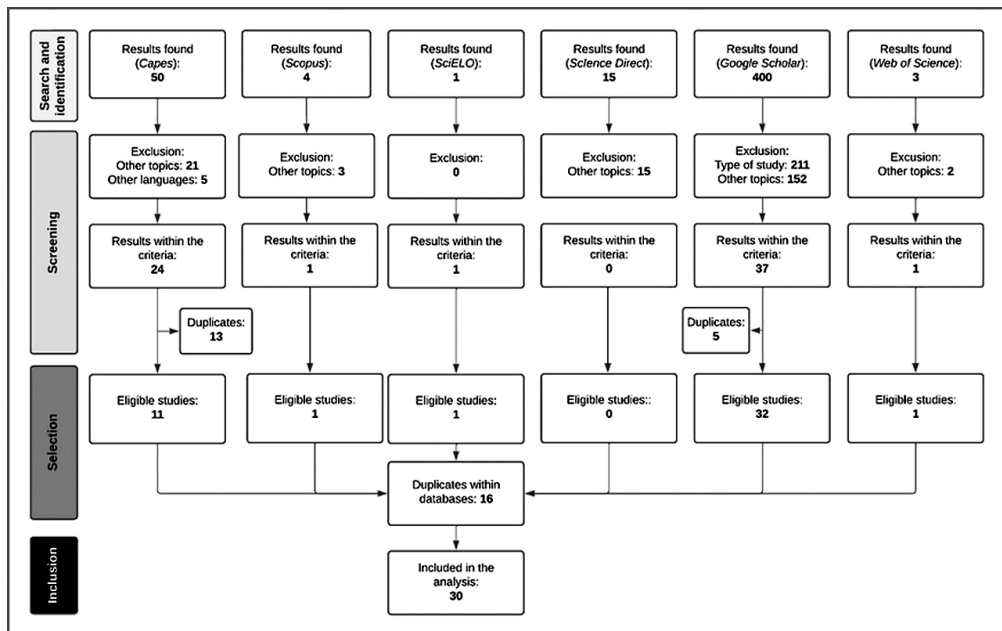 Search and
identification
Results found
(Capes):
50
Results found
(Scopus):
4
Results found
(SciELO):
1
Results found
(ScIence Direct):
15
Results found
(Google Scholar):
400
Results found
(Web of Science):
3
Screening
Exclusion:
Other topics: 21
Other languages: 5
Exclusion:
Other topics: 3
Exclusion:
0
Exclusion:
Other topics: 15
Exclusion:
Type of study: 211
Other topics: 152
Excusion:
Other topics: 2
Results within the
criteria:
24
Results within the
criteria:
1
Results within the
criteria:
1
Results within the
criteria:
0
Results within the
criteria:
37
Results within the
criteria:
1
Duplicates:
13
Duplicates:
5
Selection
Eligible studies:
11
Eligible studies:
1
Eligible studies:
1
Eligible studies::
0
Eligible studies:
32
Eligible studies:
1
Duplicates within
databases: 16
Inclusion
Included in the
analysis:
30